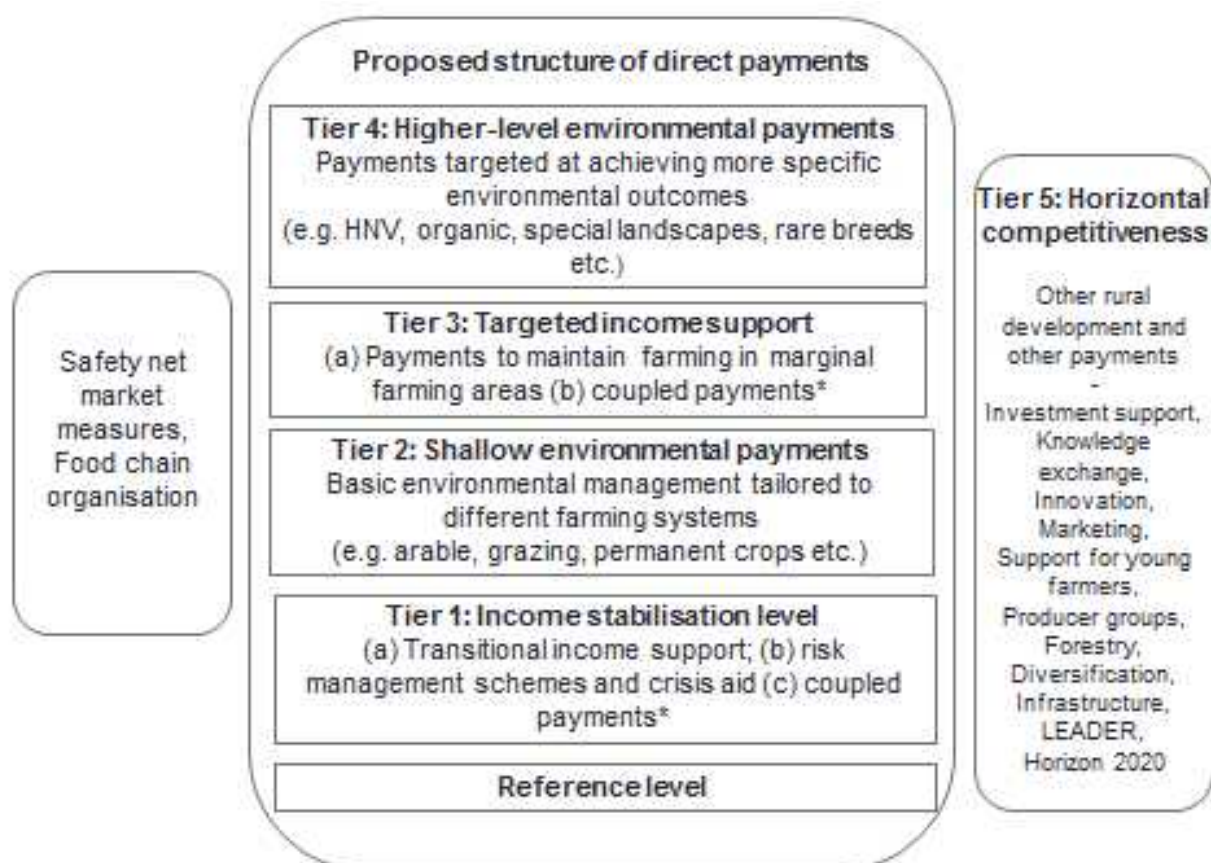 Proposed structure of direct payments
Tier 4: Higher-level environmental payments
Payments targeted at achieving more specific
environmental outcomes
(e.g. HNV, organic, special landscapes, rare breeds
etc.)
Tier 3: Targeted income support
(a) Payments to maintain farming in marginal
farming areas (b) coupled payments*
Tier 2: Shallow environmental payments
Basic environmental management tailored to
different farming systems
(e.g. arable, grazing, permanent crops etc.)
Tier 1: Income stabilisation level
(a) Transitional income support; (b) risk
management schemes and crisis aid (c) coupled
payments*
Reference level
Safety net
market
measures,
Food chain
organisation
Tier 5: Horizontal
competitiveness
Other rural
development and
other payments
-
Investment support,
Knowledge
exchange,
Innovation,
Marketing,
Support for young
farmers,
Producer groups,
Forestry,
Diversification,
Infrastructure,
LEADER,
Horizon 2020